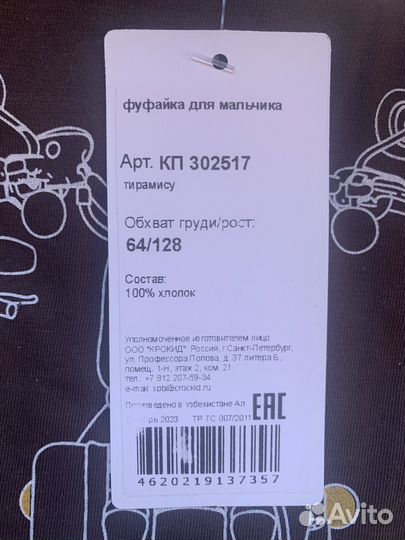 фуфайка для мальчика
Арт. КП 302517
тирамису
Обхват груди/рост:
64/128
Состав:
100% хлопок
Уполномоченное изготовителем лицо
ООО "КРОКИД". Россия, г.Санкт-Петербург,
ул. Профессора Попова, д. 37 литера Б,
помещ. 1-н, этаж 2, ком. 21.
тел.: +7 812 207-59-34
e-mail: spb@crockid
Произведено в Узбекистане
2023 ТР ТС 007/2011
EAC
4620219137357
Avito